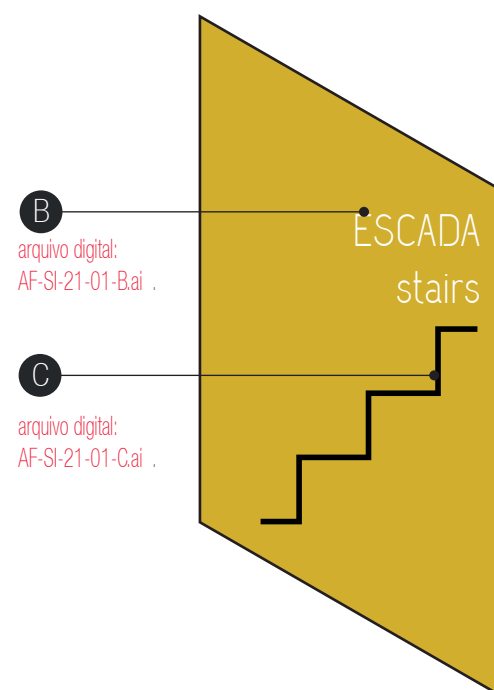 B
arquivo digital:
AF-SI-21-01-B.ai .
ESCADA
stairs
C
arquivo digital:
AF-SI-21-01-C.ai .